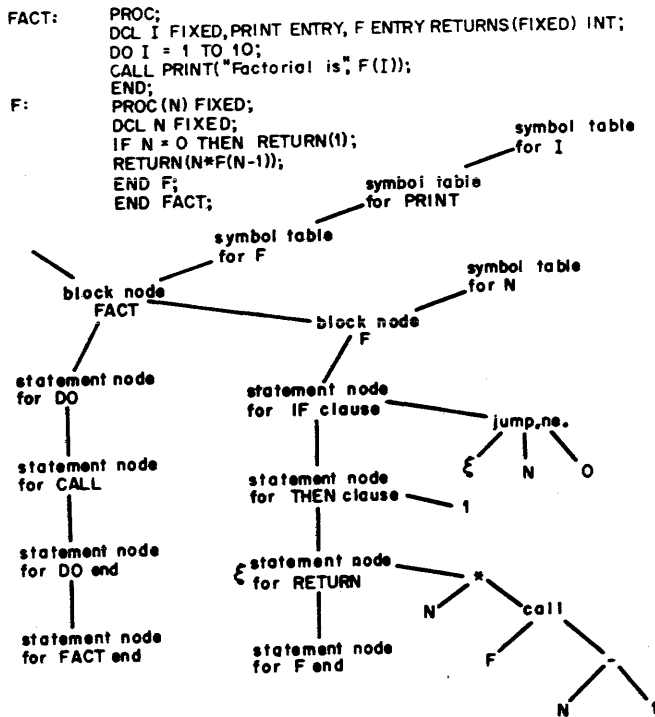 FACT: PROC;
DCL I FIXED, PRINT ENTRY, F ENTRY RETURNS(FIXED) INT;
DO I = 1 TO 10;
CALL PRINT("Factorial is", F(I));
END;
F: PROC(N) FIXED;
DCL N FIXED;
IF N = 0 THEN RETURN(1);
RETURN(N*F(N-1));
END F;
END FACT;
symbol table
for I
symbol table
for PRINT
symbol table
for F
symbol table
for N
block node
FACT
block node
F
statement node
for DO
statement node
for IF clause
jump.ne.
ξ N 0
statement node
for CALL
statement node
for THEN clause
1
statement node
for DO end
ξ statement node
for RETURN
*
N call
statement node
for FACT end
statement node
for F end
F -
N 1